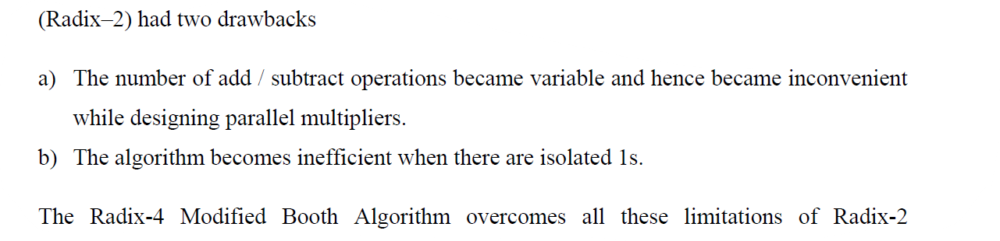 (Radix–2) had two drawbacks
a) The number of add / subtract operations became variable and hence became inconvenient
while designing parallel multipliers.
b) The algorithm becomes inefficient when there are isolated 1s.
The Radix-4 Modified Booth Algorithm overcomes all these limitations of Radix-2